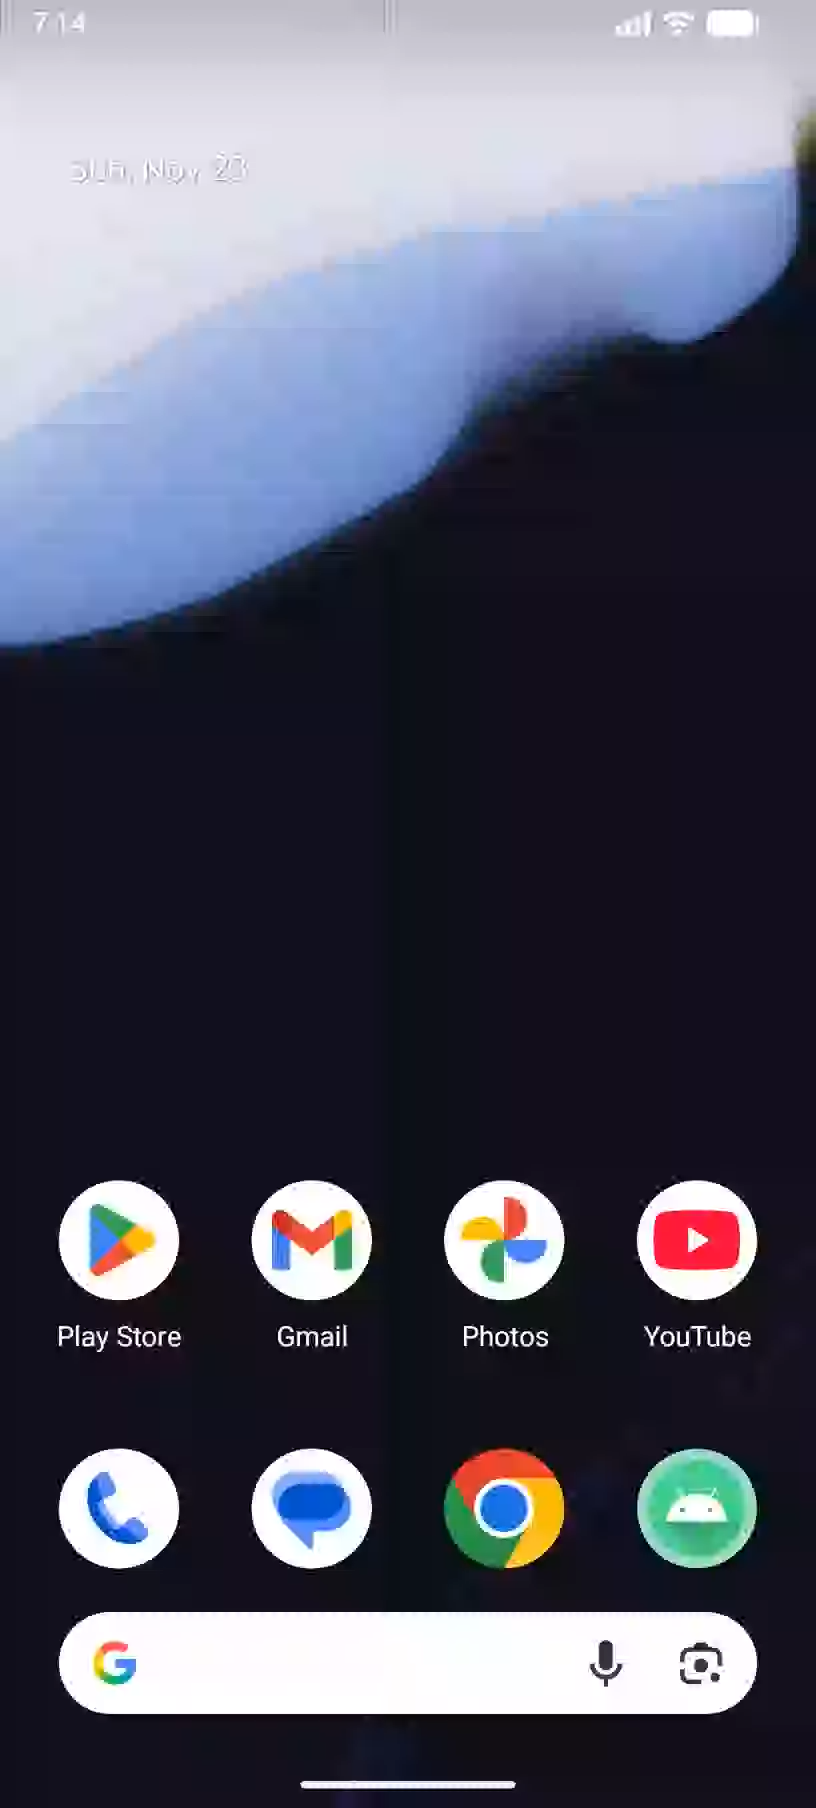 7:14
Sun, Nov 23
Play Store
Gmail
Photos
YouTube